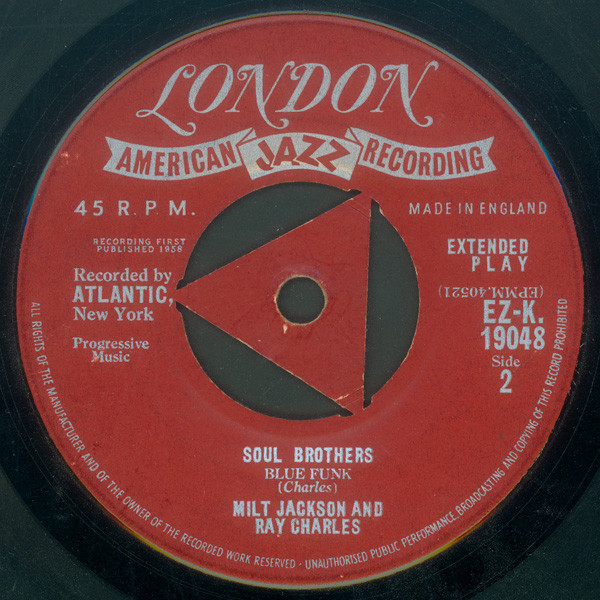 LONDON
AMERICAN JAZZ RECORDING
45 R.P.M.
MADE IN ENGLAND
RECORDING FIRST
PUBLISHED 1958
EXTENDED
PLAY
Recorded by
ATLANTIC,
New York
(EPMM.40521)
EZ-K.
19048
Progressive
Music
Side
2
SOUL BROTHERS
BLUE FUNK
(Charles)
MILT JACKSON AND
RAY CHARLES
ALL RIGHTS OF THE MANUFACTURER AND OF THE OWNER OF THE RECORDED WORK RESERVED - UNAUTHORISED PUBLIC PERFORMANCE, BROADCASTING AND COPYING OF THIS RECORD PROHIBITED